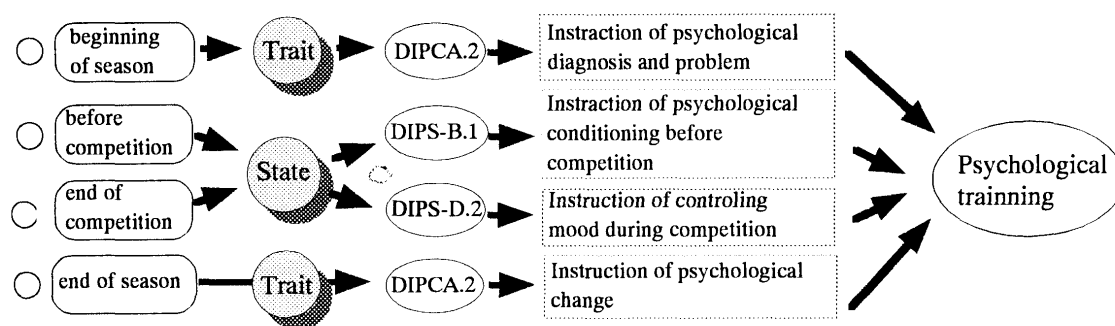 beginning
of season
Trait
DIPCA.2
Instraction of psychological
diagnosis and problem
before
competition
State
DIPS-B.1
Instraction of psychological
conditioning before
competition
end of
competition
DIPS-D.2
Instruction of controling
mood during competition
end of season
Trait
DIPCA.2
Instruction of psychological
change
Psychological
trainning